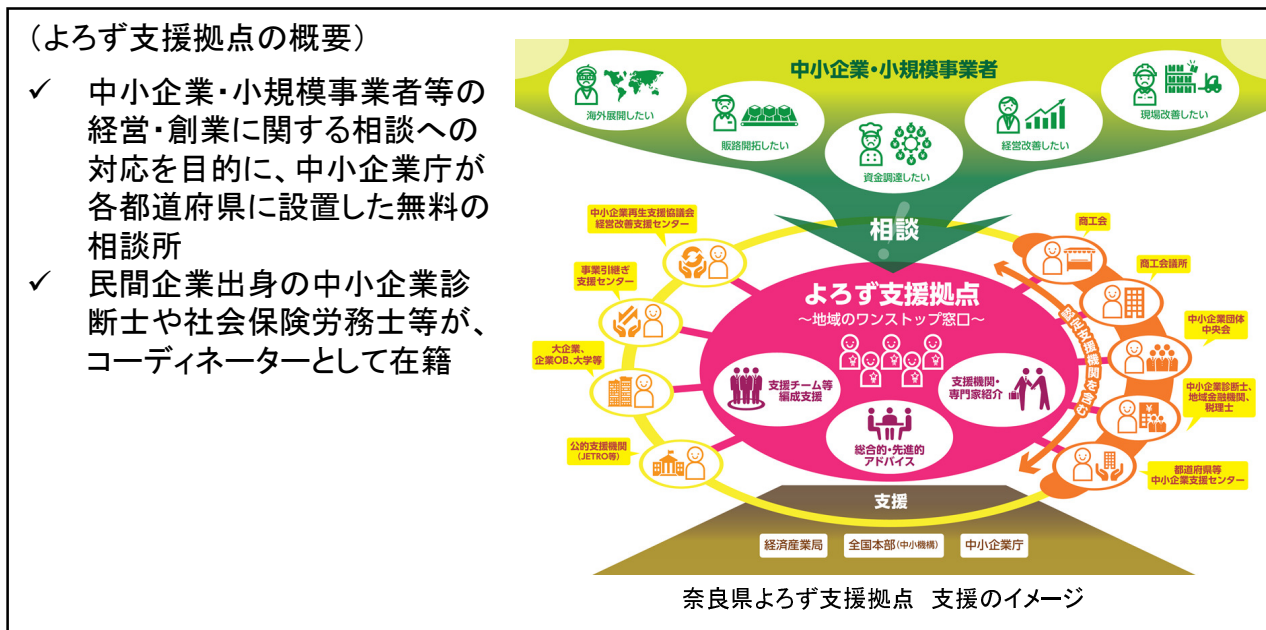 (よろず支援拠点の概要)
✓ 中小企業・小規模事業者等の
経営・創業に関する相談への
対応を目的に、中小企業庁が
各都道府県に設置した無料の
相談所
✓ 民間企業出身の中小企業診
断士や社会保険労務士等が、
コーディネーターとして在籍
中小企業・小規模事業者
海外展開したい
販路開拓したい
資金調達したい
経営改善したい
現場改善したい
相談
よろず支援拠点
～地域のワンストップ窓口～
支援チーム等
編成支援
総合的・先進的
アドバイス
支援機関・
専門家紹介
中小企業再生支援協議会
経営改善支援センター
事業引継ぎ
支援センター
大企業、
企業OB、大学等
公的支援機関
(JETRO等)
商工会
商工会議所
中小企業団体
中央会
中小企業診断士、
地域金融機関、
税理士
都道府県等
中小企業支援センター
認定支援機関を含む
支援
経済産業局
全国本部(中小機構)
中小企業庁
奈良県よろず支援拠点 支援のイメージ